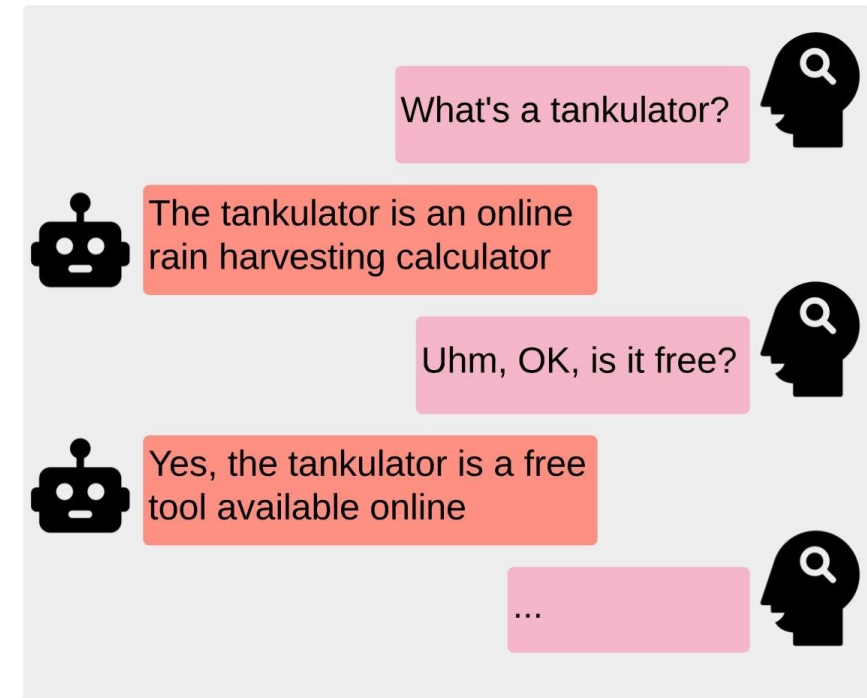 What's a tankulator?
The tankulator is an online
rain harvesting calculator
Uhm, OK, is it free?
Yes, the tankulator is a free
tool available online
...